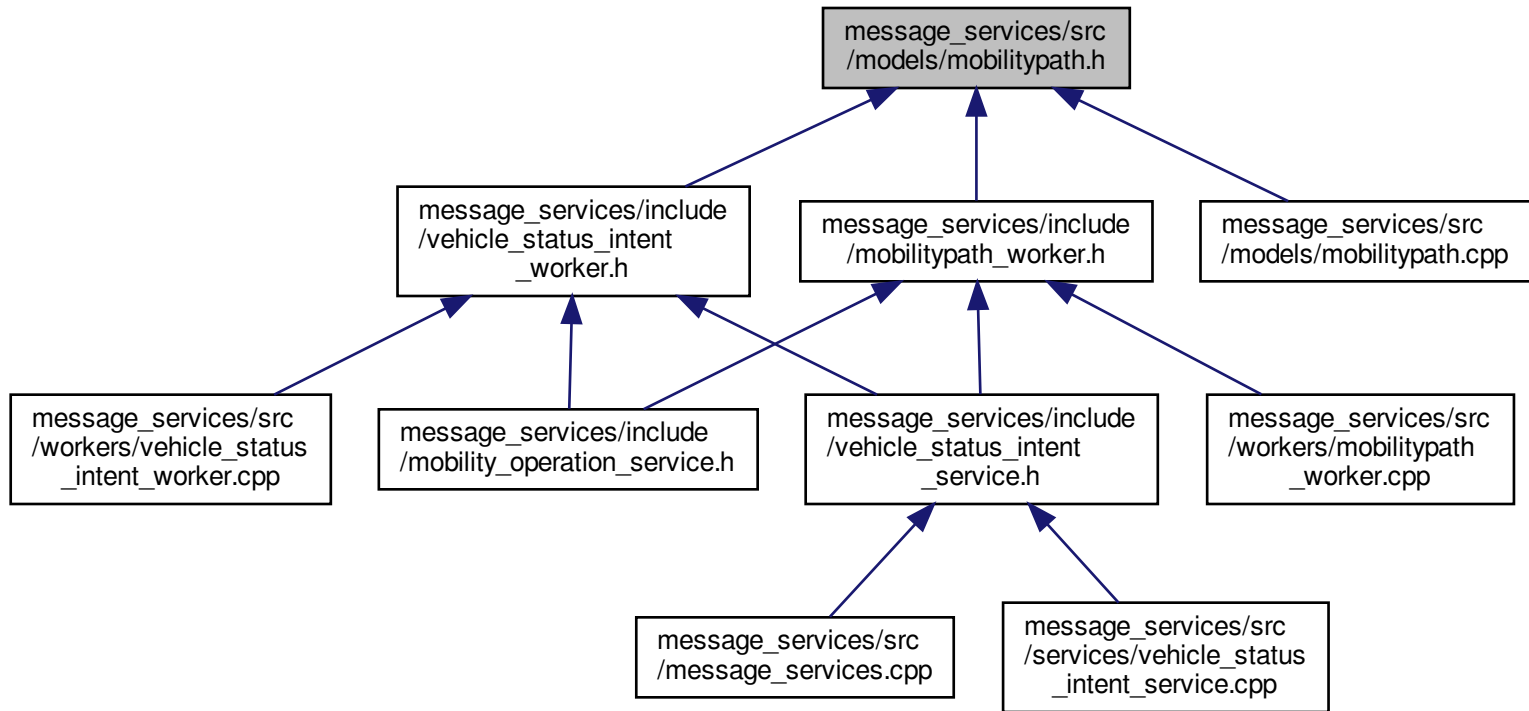 message_services/src
/models/mobilitypath.h
message_services/include
/vehicle_status_intent
_worker.h
message_services/include
/mobilitypath_worker.h
message_services/src
/models/mobilitypath.cpp
message_services/src
/workers/vehicle_status
_intent_worker.cpp
message_services/include
/mobility_operation_service.h
message_services/include
/vehicle_status_intent
_service.h
message_services/src
/workers/mobilitypath
_worker.cpp
message_services/src
/message_services.cpp
message_services/src
/services/vehicle_status
_intent_service.cpp